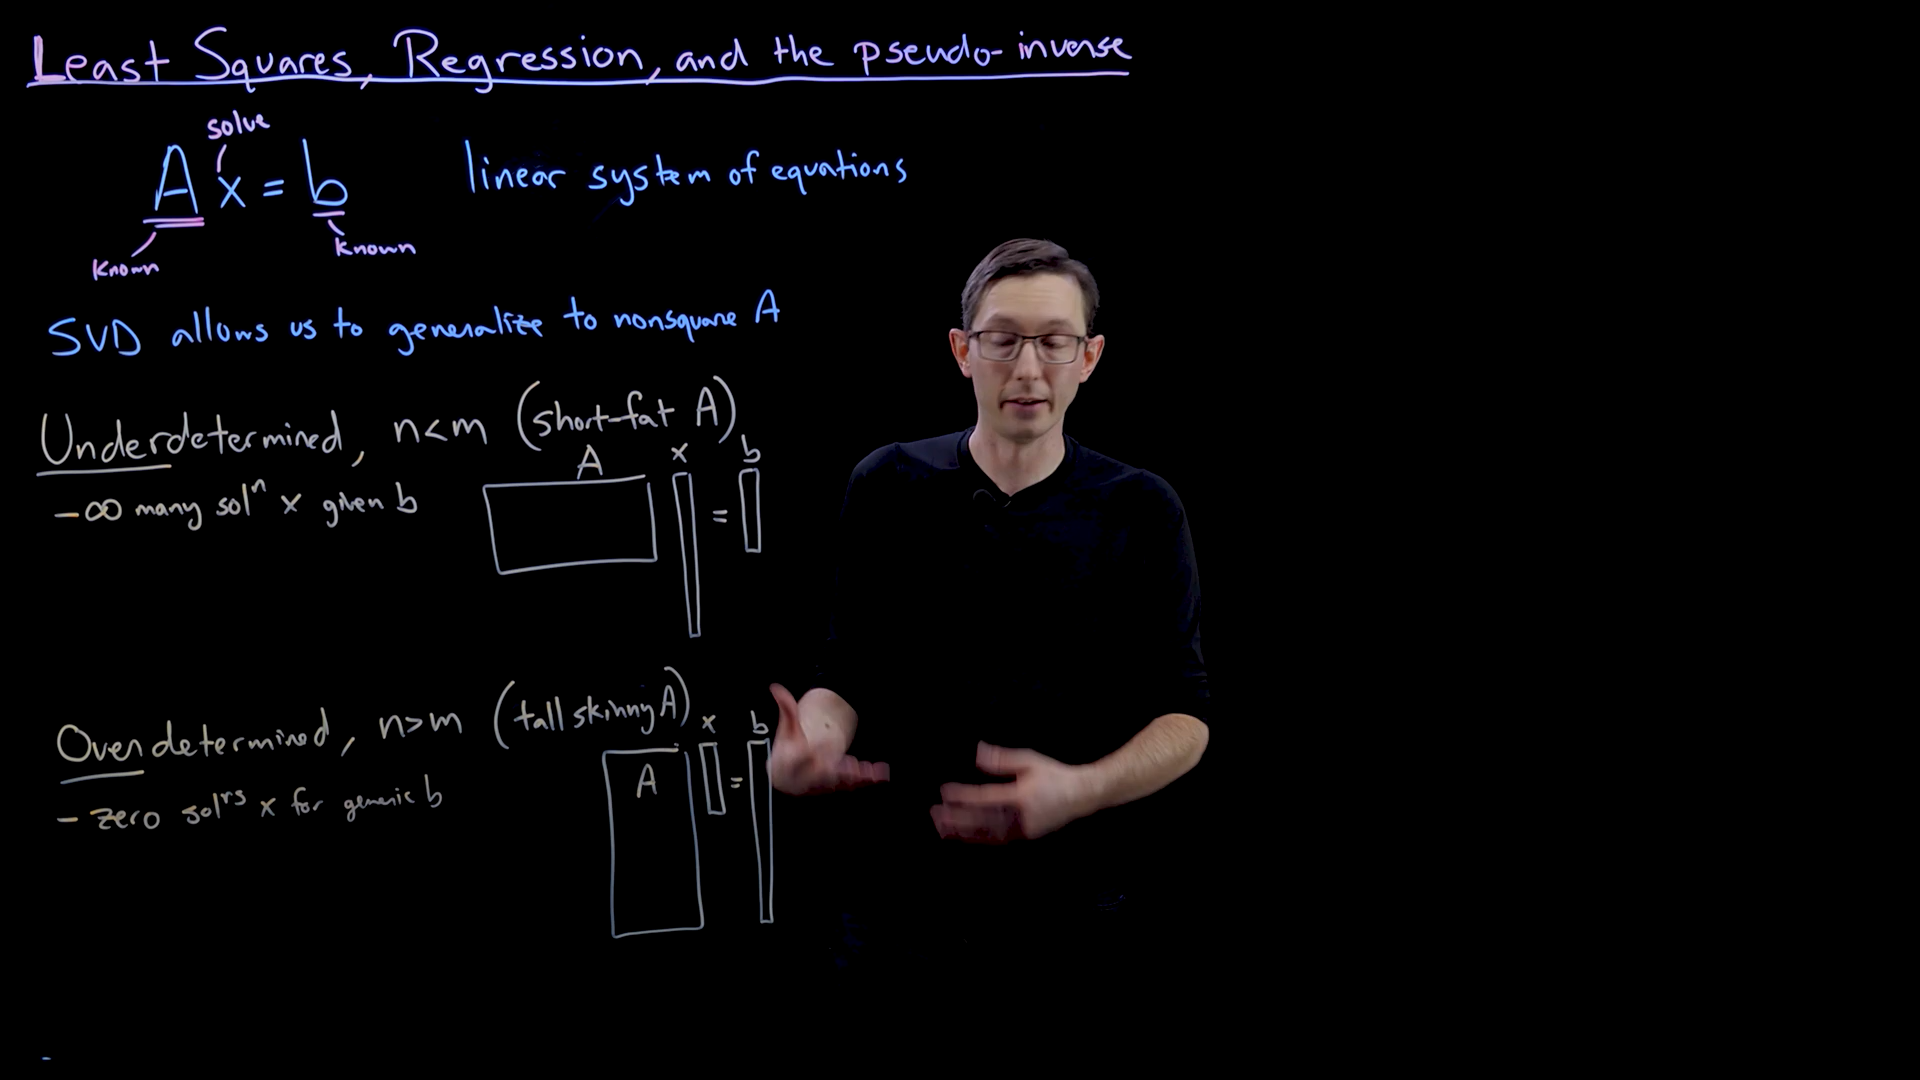 Least Squares, Regression, and the pseudo-inverse
solve
A x = b
linear system of equations
Known
Known
SVD allows us to generalize to nonsquare A
Underdetermined, n<m (short-fat A)
A x = b
-∞ many solⁿ x given b
Overdetermined, n>m (tall skinny A)
A x = b
- zero solⁿˢ x for generic b